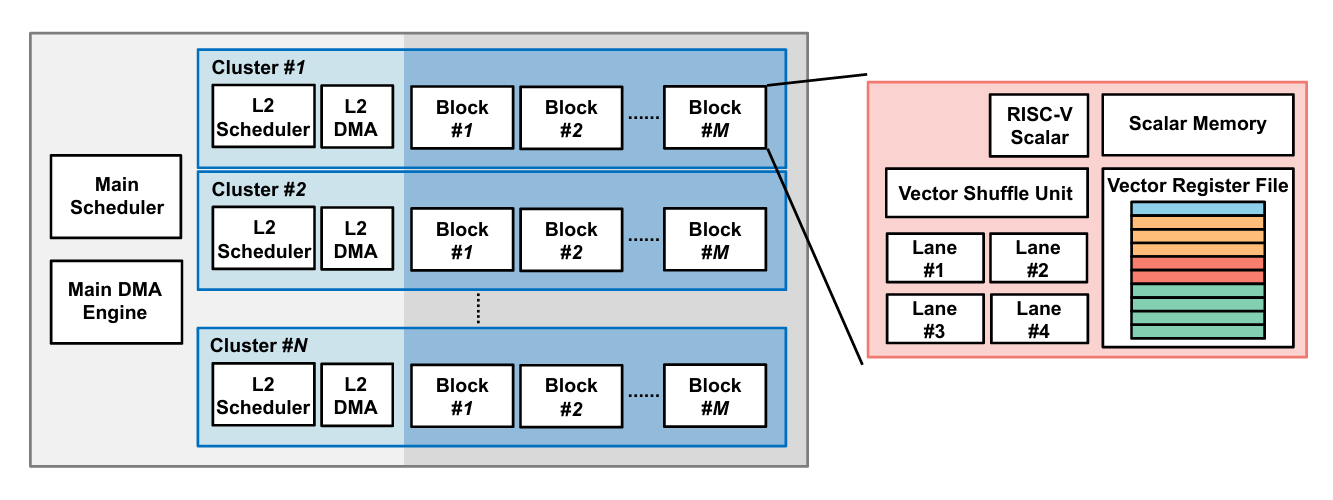 Main
Scheduler
Main DMA
Engine
Cluster #1
L2
Scheduler
L2
DMA
Block
#1
Block
#2
......
Block
#M
Cluster #2
L2
Scheduler
L2
DMA
Block
#1
Block
#2
......
Block
#M
Cluster #N
L2
Scheduler
L2
DMA
Block
#1
Block
#2
......
Block
#M
RISC-V
Scalar
Scalar Memory
Vector Shuffle Unit
Vector Register File
Lane
#1
Lane
#2
Lane
#3
Lane
#4